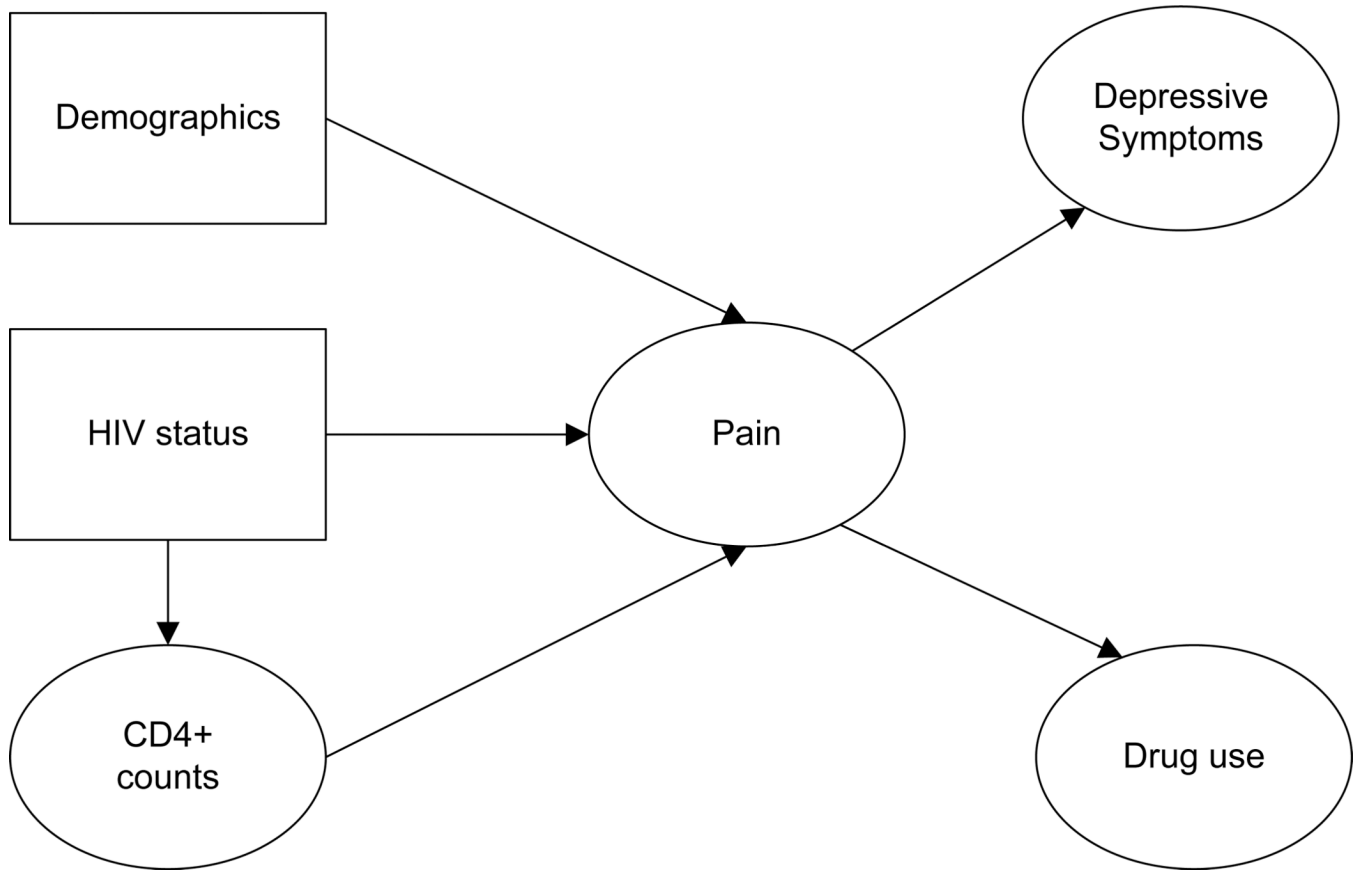 Demographics
Depressive
Symptoms
HIV status
Pain
CD4+
counts
Drug use